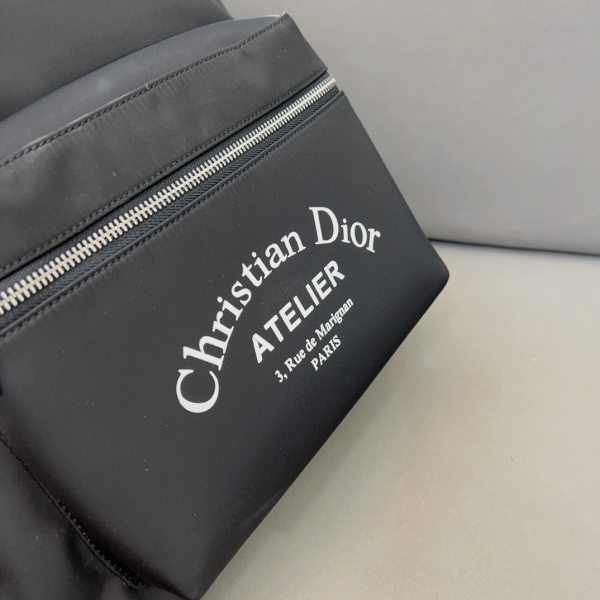 Christian Dior
ATELIER
3, Rue de Marignan
PARIS